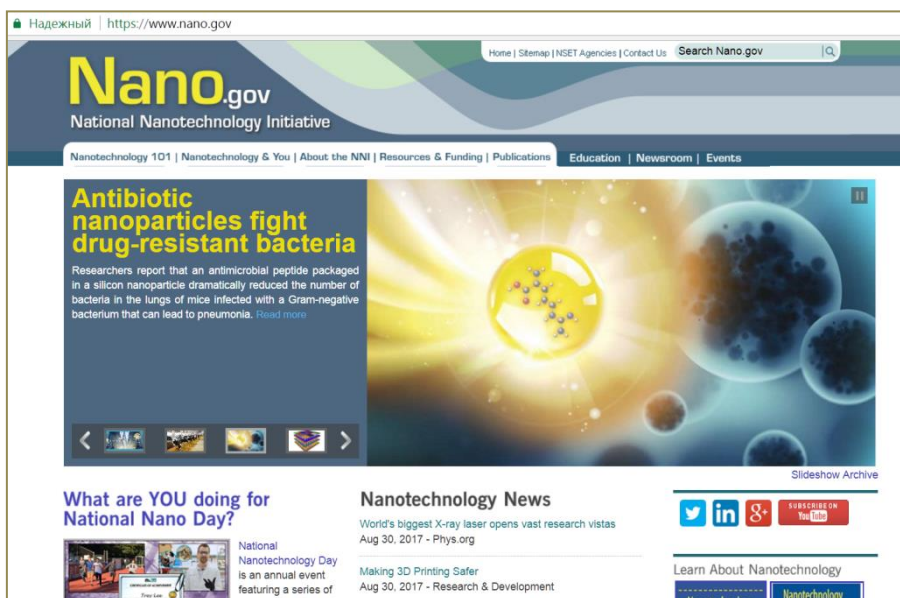 Надежный | https://www.nano.gov
Home | Sitemap | NSET Agencies | Contact Us
Search Nano.gov
Nano.gov
National Nanotechnology Initiative
Nanotechnology 101 | Nanotechnology & You | About the NNI | Resources & Funding | Publications
Education | Newsroom | Events
Antibiotic
nanoparticles fight
drug-resistant bacteria
Researchers report that an antimicrobial peptide packaged
in a silicon nanoparticle dramatically reduced the number of
bacteria in the lungs of mice infected with a Gram-negative
bacterium that can lead to pneumonia. Read more
Slideshow Archive
What are YOU doing for
National Nano Day?
National
Nanotechnology Day
is an annual event
featuring a series of
Nanotechnology News
World's biggest X-ray laser opens vast research vistas
Aug 30, 2017 - Phys.org
Making 3D Printing Safer
Aug 30, 2017 - Research & Development
in
g+
SUBSCRIBE ON
YouTube
Learn About Nanotechnology
Nanotechnology